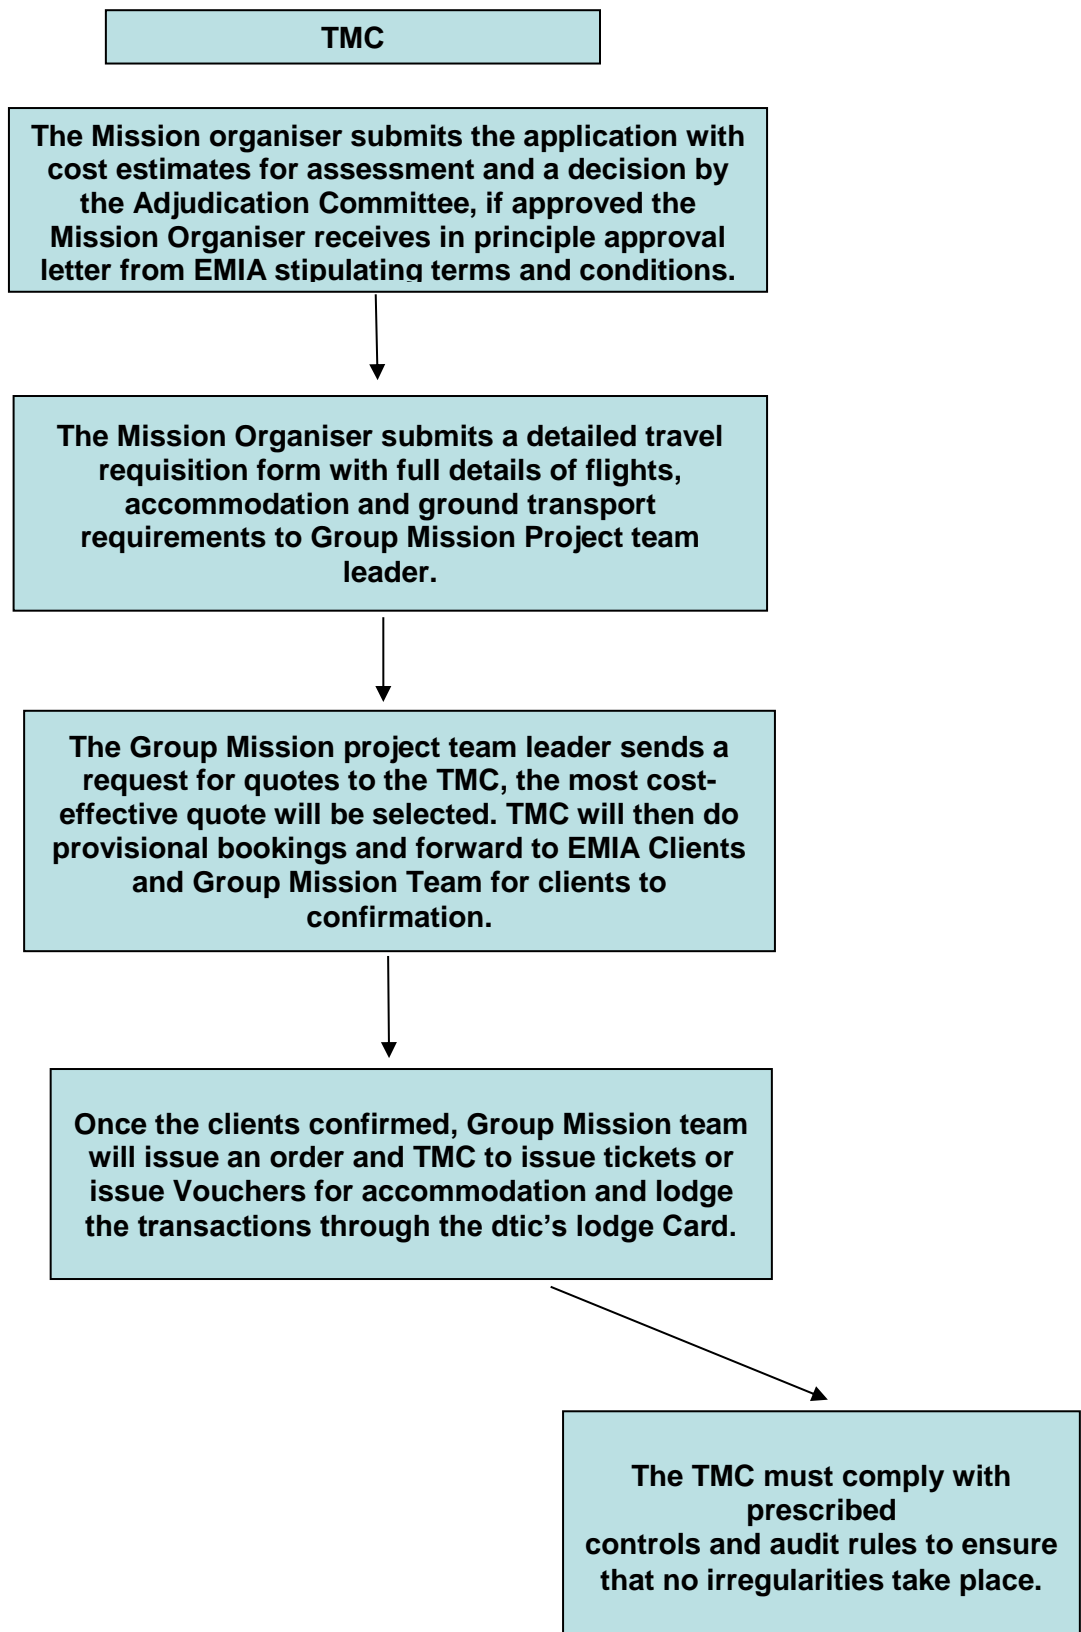 TMC
The Mission organiser submits the application with
cost estimates for assessment and a decision by
the Adjudication Committee, if approved the
Mission Organiser receives in principle approval
letter from EMIA stipulating terms and conditions.
The Mission Organiser submits a detailed travel
requisition form with full details of flights,
accommodation and ground transport
requirements to Group Mission Project team
leader.
The Group Mission project team leader sends a
request for quotes to the TMC, the most cost-
effective quote will be selected. TMC will then do
provisional bookings and forward to EMIA Clients
and Group Mission Team for clients to
confirmation.
Once the clients confirmed, Group Mission team
will issue an order and TMC to issue tickets or
issue Vouchers for accommodation and lodge
the transactions through the dtic’s lodge Card.
The TMC must comply with
prescribed
controls and audit rules to ensure
that no irregularities take place.